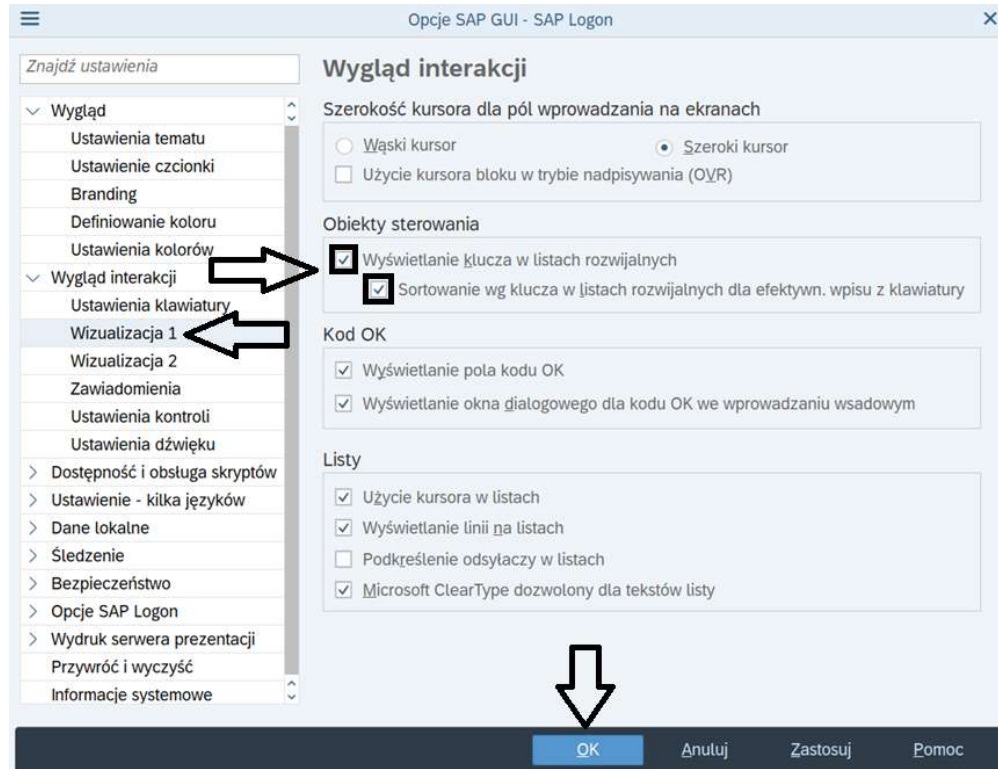 Opcje SAP GUI - SAP Logon
Znajdź ustawienia
Wygląd
Ustawienia tematu
Ustawienie czcionki
Branding
Definiowanie koloru
Ustawienia kolorów
Wygląd interakcji
Ustawienia klawiatury
Wizualizacja 1
Wizualizacja 2
Zawiadomienia
Ustawienia kontroli
Ustawienia dźwięku
Dostępność i obsługa skryptów
Ustawienie - kilka języków
Dane lokalne
Śledzenie
Bezpieczeństwo
Opcje SAP Logon
Wydruk serwera prezentacji
Przywróć i wyczyść
Informacje systemowe
Wygląd interakcji
Szerokość kursora dla pól wprowadzania na ekranach
Wąski kursor
Szeroki kursor
Użycie kursora bloku w trybie nadpisywania (OVR)
Obiekty sterowania
Wyświetlanie klucza w listach rozwijalnych
Sortowanie wg klucza w listach rozwijalnych dla efektywn. wpisu z klawiatury
Kod OK
Wyświetlanie pola kodu OK
Wyświetlanie okna dialogowego dla kodu OK we wprowadzaniu wsadowym
Listy
Użycie kursora w listach
Wyświetlanie linii na listach
Podkreślenie odsyłaczy w listach
Microsoft ClearType dozwolony dla tekstów listy
OK
Anuluj
Zastosuj
Pomoc